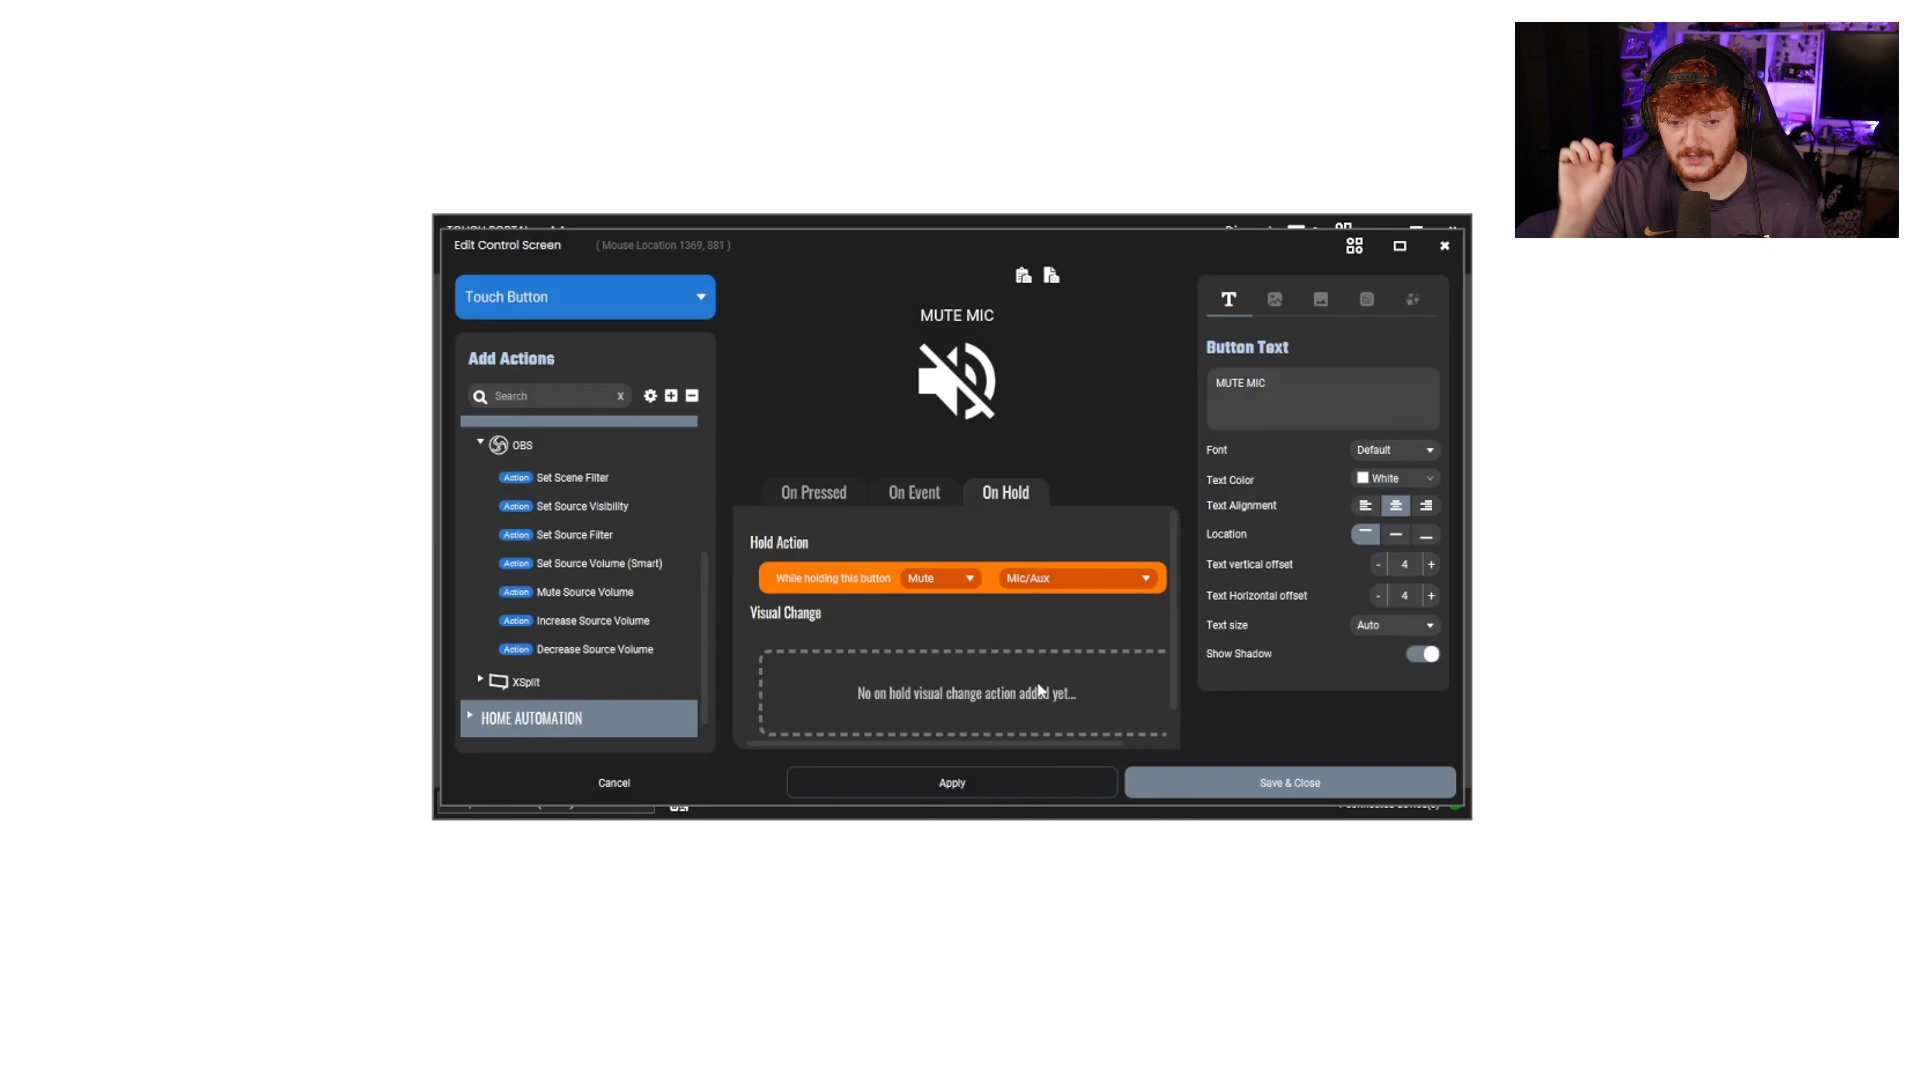 Edit Control Screen
( Mouse Location 1369, 881 )
Touch Button
Add Actions
Search
x
OBS
Action Set Scene Filter
Action Set Source Visibility
Action Set Source Filter
Action Set Source Volume (Smart)
Action Mute Source Volume
Action Increase Source Volume
Action Decrease Source Volume
XSplit
HOME AUTOMATION
MUTE MIC
On Pressed
On Event
On Hold
Hold Action
While holding this button Mute Mic/Aux
Visual Change
No on hold visual change action added yet...
T
Button Text
MUTE MIC
Font Default
Text Color White
Text Alignment
Location
Text vertical offset - 4 +
Text Horizontal offset - 4 +
Text size Auto
Show Shadow
Cancel
Apply
Save & Close